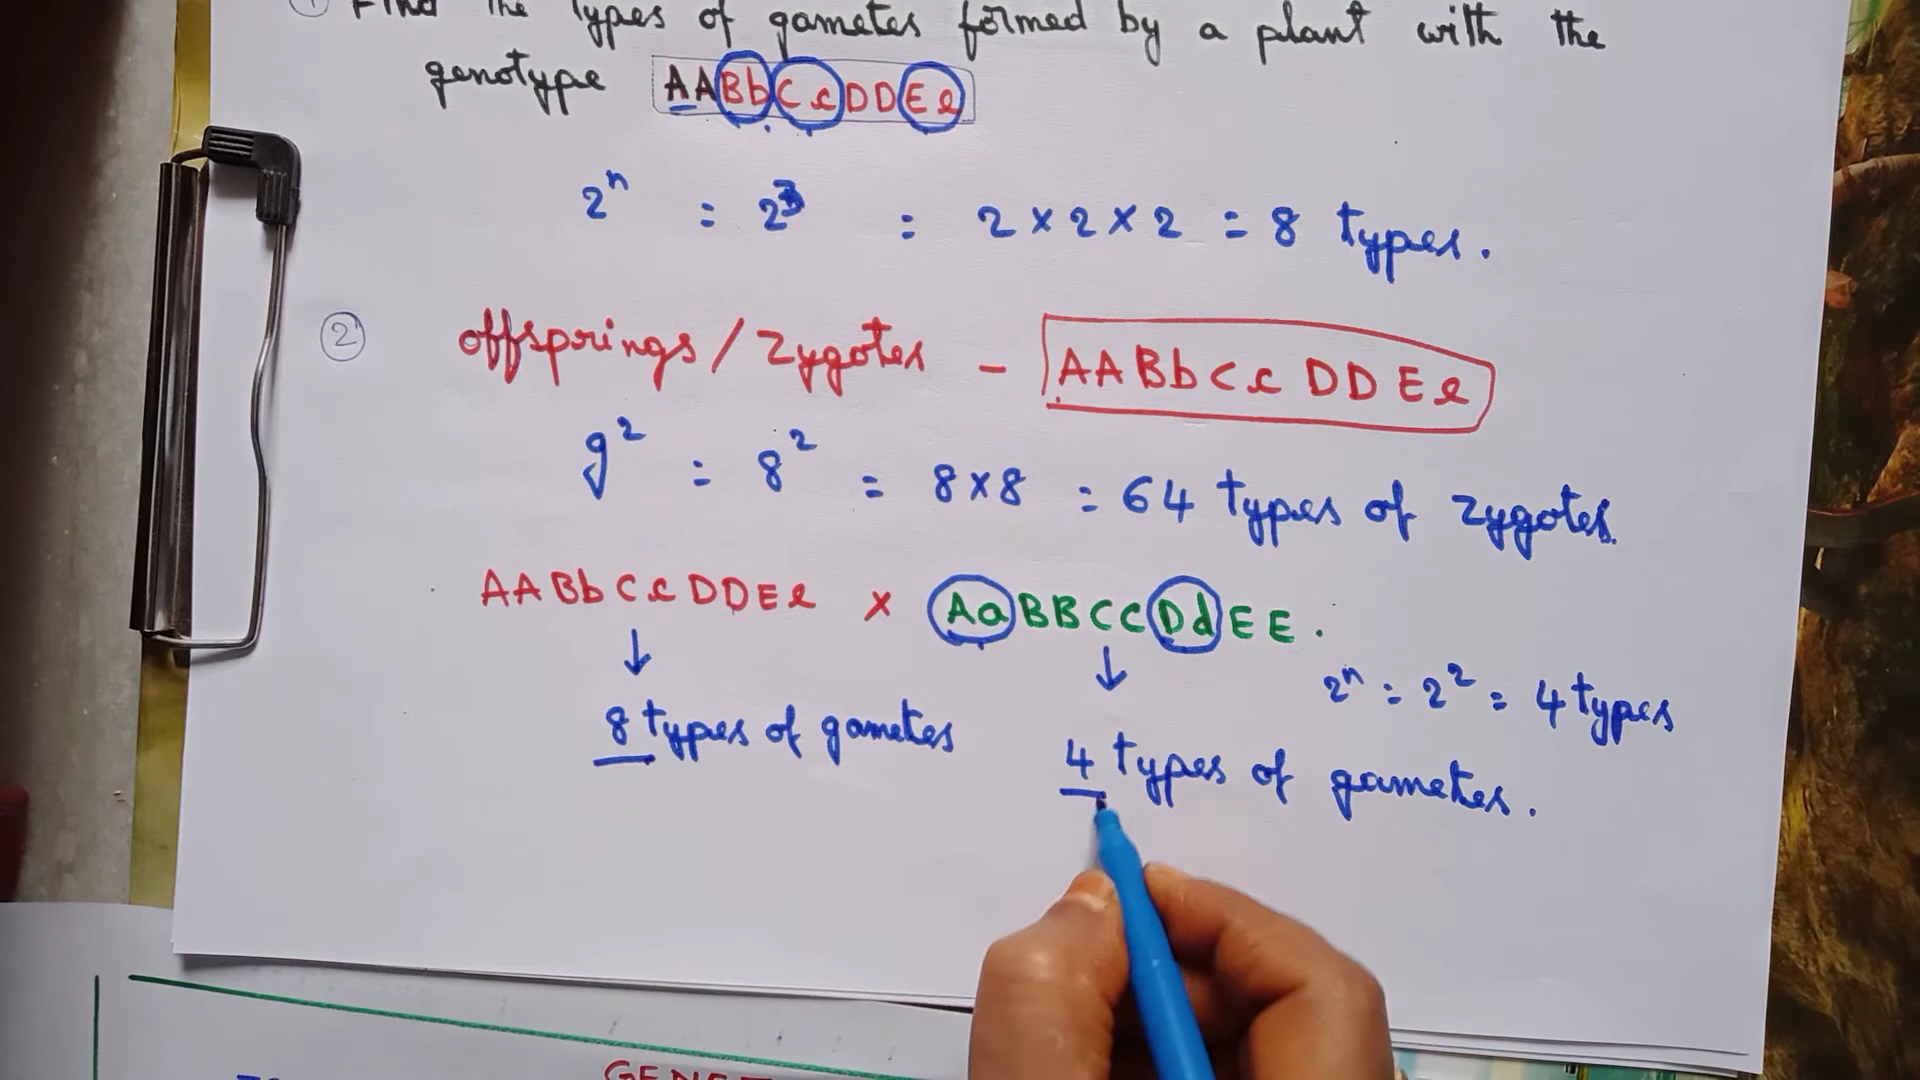 ① Find the types of gametes formed by a plant with the
genotype AABbCcDDEe
2ⁿ = 2³ = 2 x 2 x 2 = 8 types.
② offsprings / zygotes - AABbCcDDEe
g² = 8² = 8x8 = 64 types of zygotes.
AABbCcDDEe x AaBBCCDdEE.
2ⁿ = 2² = 4 types
↓ ↓
8 types of gametes
4 types of gametes.